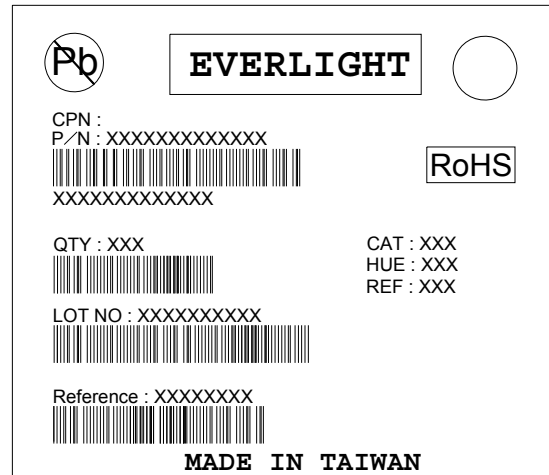 Pb
EVERLIGHT
CPN :
P/N : XXXXXXXXXXXXX
RoHS
XXXXXXXXXXXXX
QTY : XXX
CAT : XXX
HUE : XXX
REF : XXX
LOT NO : XXXXXXXXXX
Reference : XXXXXXXX
MADE IN TAIWAN